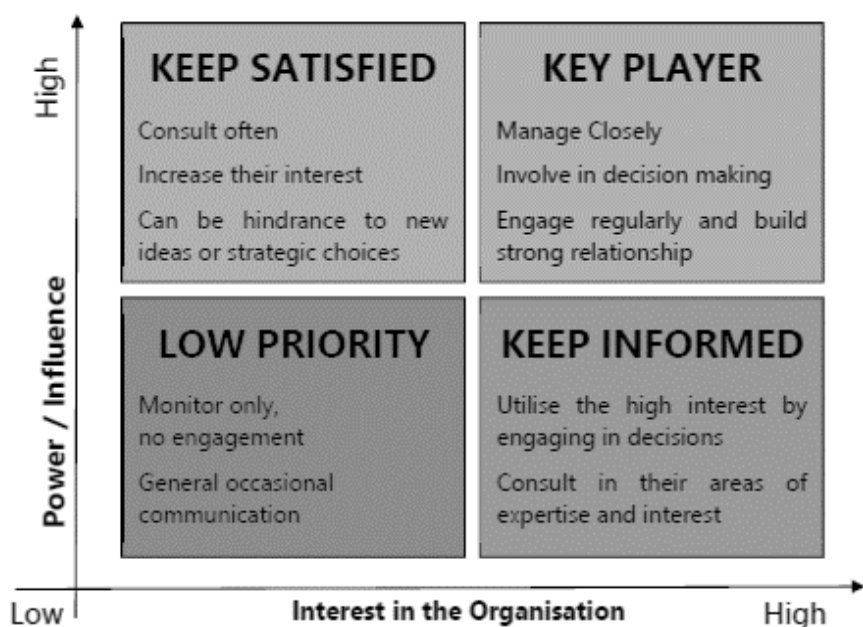 High
Power / Influence
KEEP SATISFIED
Consult often
Increase their interest
Can be hindrance to new
ideas or strategic choices
KEY PLAYER
Manage Closely
Involve in decision making
Engage regularly and build
strong relationship
LOW PRIORITY
Monitor only,
no engagement
General occasional
communication
KEEP INFORMED
Utilise the high interest by
engaging in decisions
Consult in their areas of
expertise and interest
Low
Interest in the Organisation
High